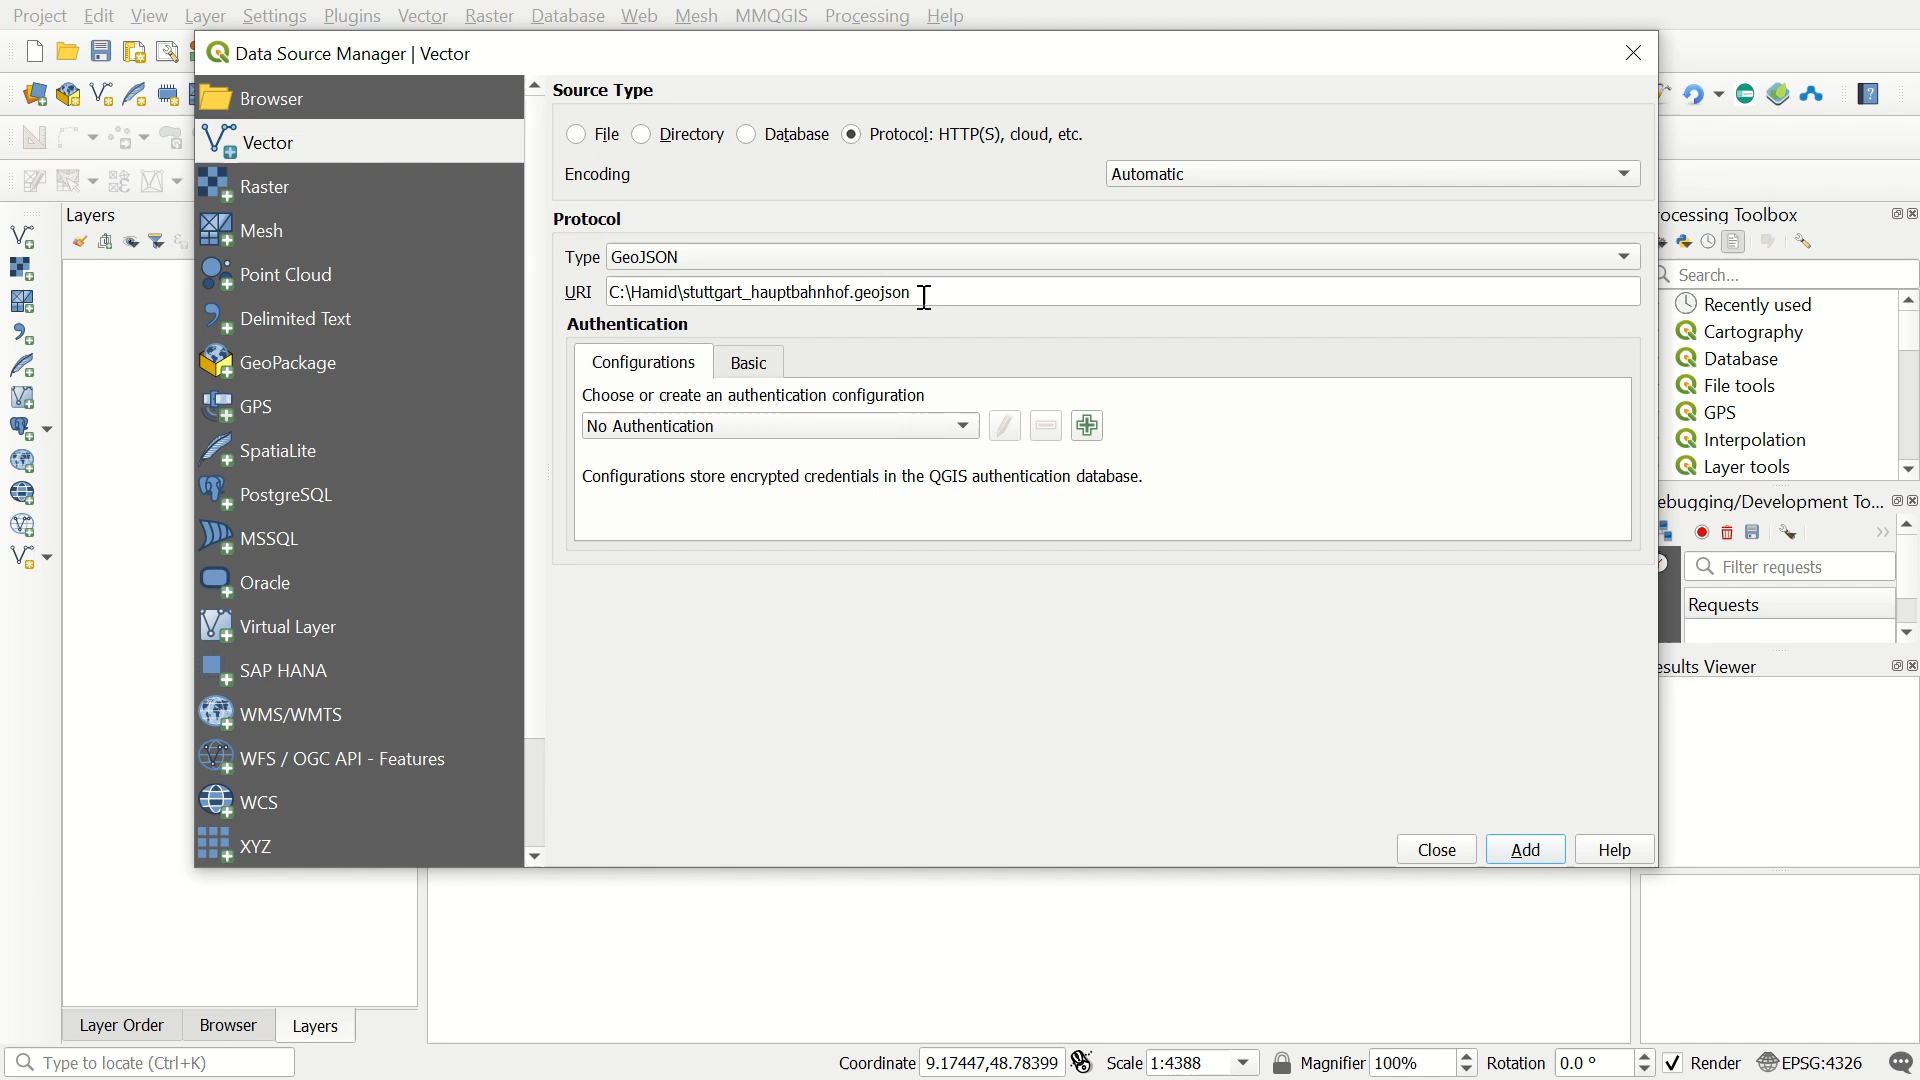 Project Edit View Layer Settings Plugins Vector Raster Database Web Mesh MMQGIS Processing Help
Data Source Manager | Vector
Browser
Vector
Raster
Mesh
Point Cloud
Delimited Text
GeoPackage
GPS
SpatiaLite
PostgreSQL
MSSQL
Oracle
Virtual Layer
SAP HANA
WMS/WMTS
WFS / OGC API - Features
WCS
XYZ
Source Type
File Directory Database Protocol: HTTP(S), cloud, etc.
Encoding Automatic
Protocol
Type GeoJSON
URI C:\Hamid\stuttgart_hauptbahnhof.geojson
Authentication
Configurations Basic
Choose or create an authentication configuration
No Authentication
Configurations store encrypted credentials in the QGIS authentication database.
Close Add Help
Layers
ocessing Toolbox
Search...
Recently used
Cartography
Database
File tools
GPS
Interpolation
Layer tools
ebugging/Development To...
Filter requests
Requests
esults Viewer
Layer Order Browser Layers
Type to locate (Ctrl+K) Coordinate 9.17447,48.78399 Scale 1:4388 Magnifier 100% Rotation 0.0 ° Render EPSG:4326